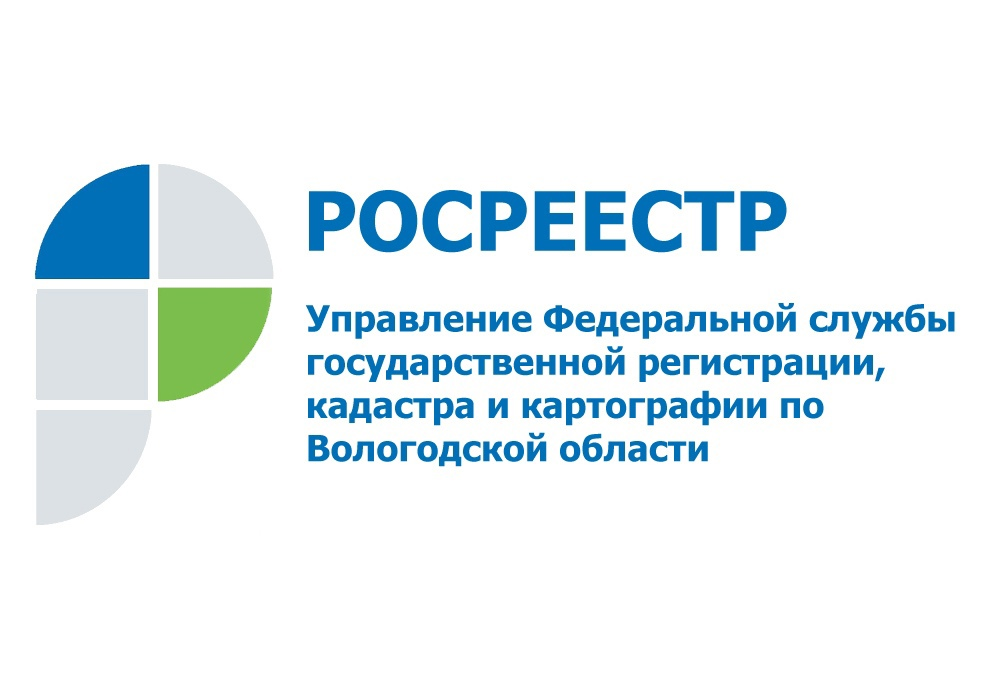 РОСРЕЕСТР
Управление Федеральной службы
государственной регистрации,
кадастра и картографии по
Вологодской области